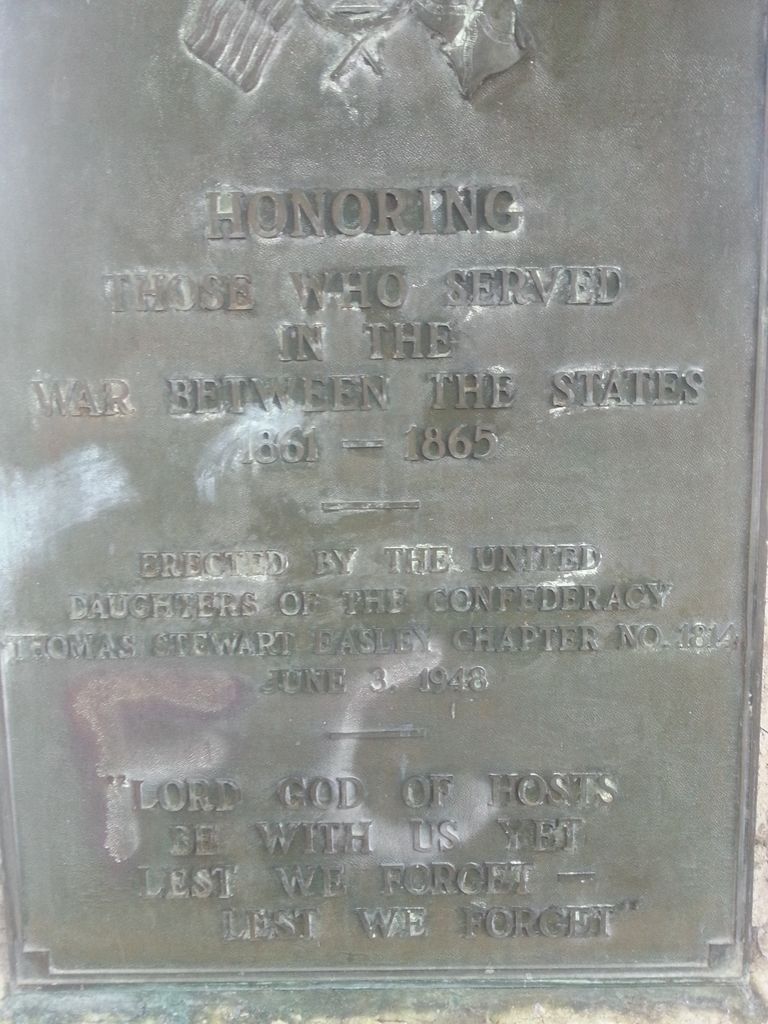 HONORING
THOSE WHO SERVED
IN THE
WAR BETWEEN THE STATES
1861 — 1865
ERECTED BY THE UNITED
DAUGHTERS OF THE CONFEDERACY
THOMAS STEWART EASLEY CHAPTER NO. 1814
JUNE 3, 1948
"LORD GOD OF HOSTS
BE WITH US YET
LEST WE FORGET —
LEST WE FORGET"